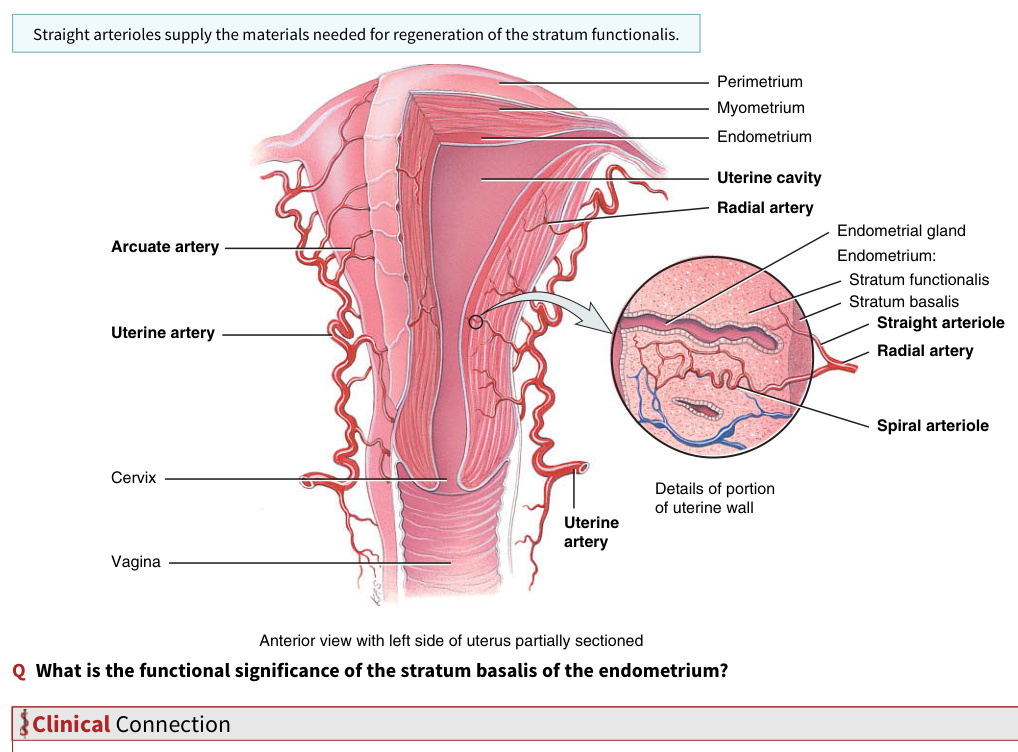 Straight arterioles supply the materials needed for regeneration of the stratum functionalis.
Perimetrium
Myometrium
Endometrium
Uterine cavity
Radial artery
Endometrial gland
Arcuate artery
Endometrium:
Stratum functionalis
Stratum basalis
Straight arteriole
Uterine artery
Radial artery
Spiral arteriole
Cervix
Details of portion
of uterine wall
Uterine
artery
Vagina
Anterior view with left side of uterus partially sectioned
Q What is the functional significance of the stratum basalis of the endometrium?
Clinical Connection